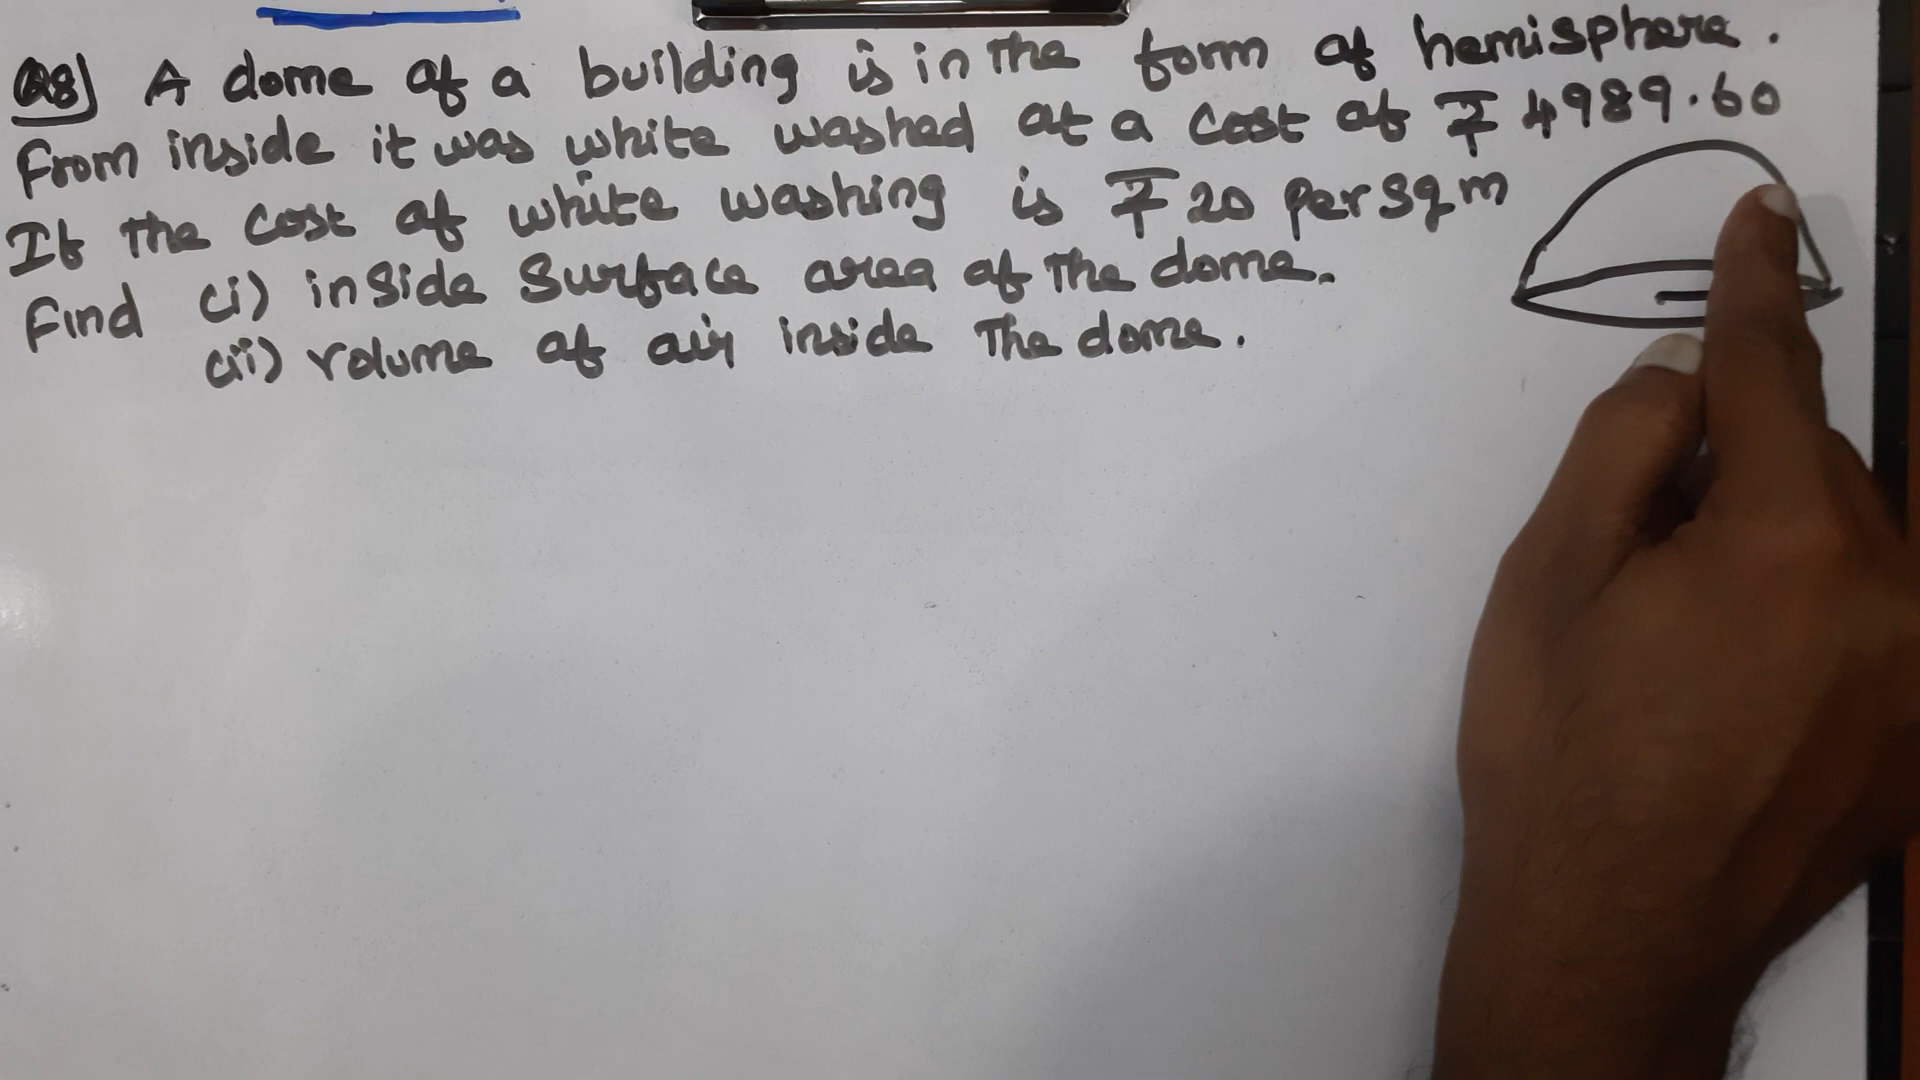 Q8) A dome of a building is in the form of hemisphere.
From inside it was white washed at a cost of ₹ 4989.60
If the cost of white washing is ₹ 20 per sqm
Find (i) inside surface area of the dome.
(ii) volume of air inside the dome.